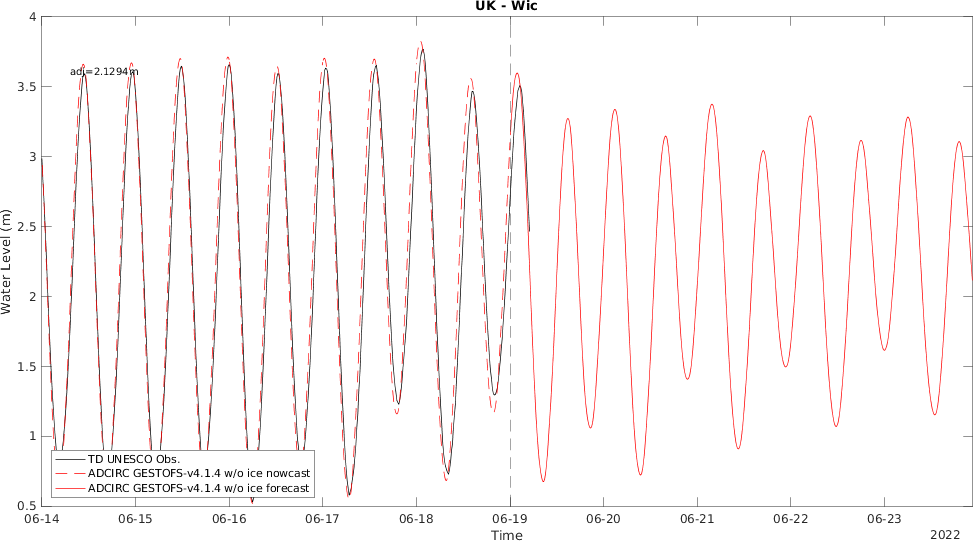 UK - Wic
4
3.5
3
2.5
2
1.5
1
0.5
Water Level (m)
adj=2.1294m
TD UNESCO Obs.
ADCIRC GESTOFS-v4.1.4 w/o ice nowcast
ADCIRC GESTOFS-v4.1.4 w/o ice forecast
06-14 06-15 06-16 06-17 06-18 06-19 06-20 06-21 06-22 06-23
Time
2022